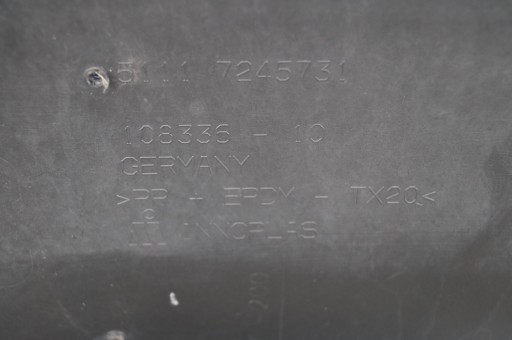 5111 7245731
108336 - 10
GERMANY
>PP + EPDM - TX20<
INNOPLAS